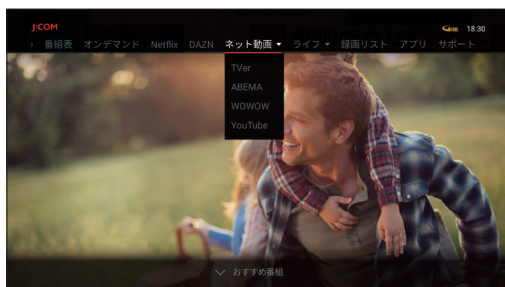 J:COM
18:30
› 番組表 オンデマンド Netflix DAZN ネット動画 ▼ ライフ ▼ 録画リスト アプリ サポート
TVer
ABEMA
WOWOW
YouTube
おすすめ番組